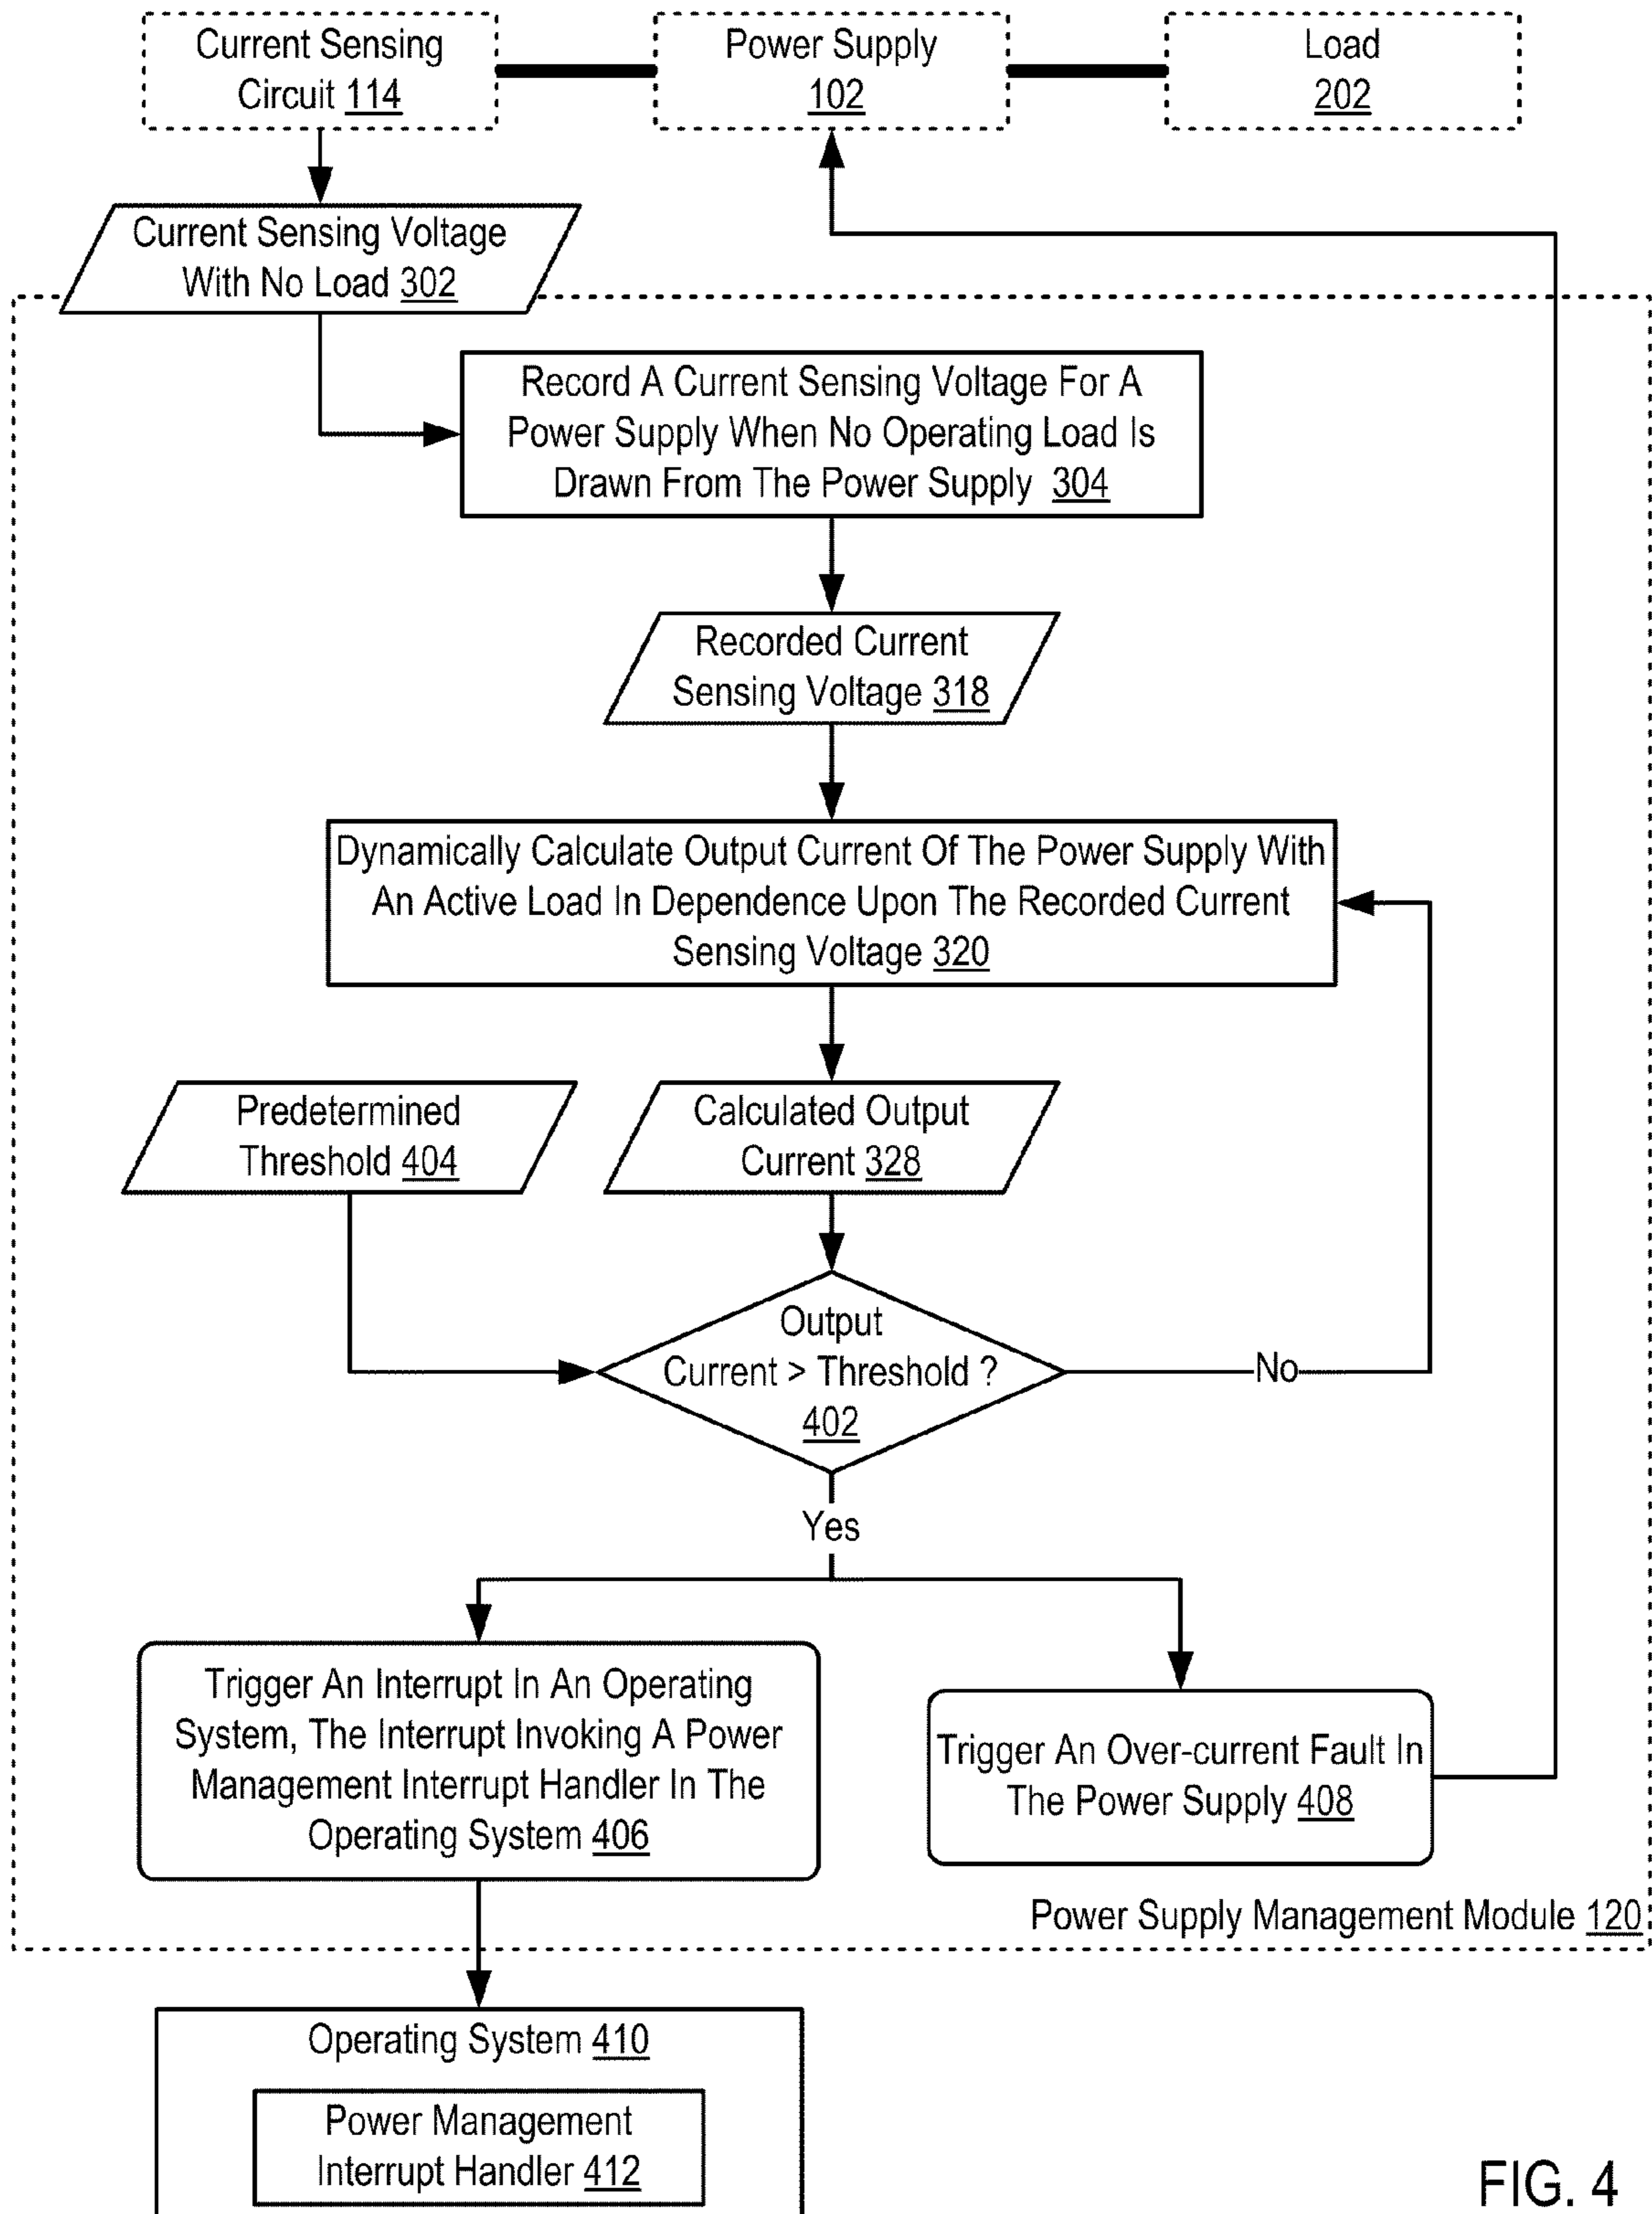 Current Sensing
Circuit 114
Power Supply
102
Load
202
Current Sensing Voltage
With No Load 302
Record A Current Sensing Voltage For A
Power Supply When No Operating Load Is
Drawn From The Power Supply 304
Recorded Current
Sensing Voltage 318
Dynamically Calculate Output Current Of The Power Supply With
An Active Load In Dependence Upon The Recorded Current
Sensing Voltage 320
Predetermined
Threshold 404
Calculated Output
Current 328
Output
Current > Threshold ?
402
No
Yes
Trigger An Interrupt In An Operating
System, The Interrupt Invoking A Power
Management Interrupt Handler In The
Operating System 406
Trigger An Over-current Fault In
The Power Supply 408
Power Supply Management Module 120
Operating System 410
Power Management
Interrupt Handler 412
FIG. 4